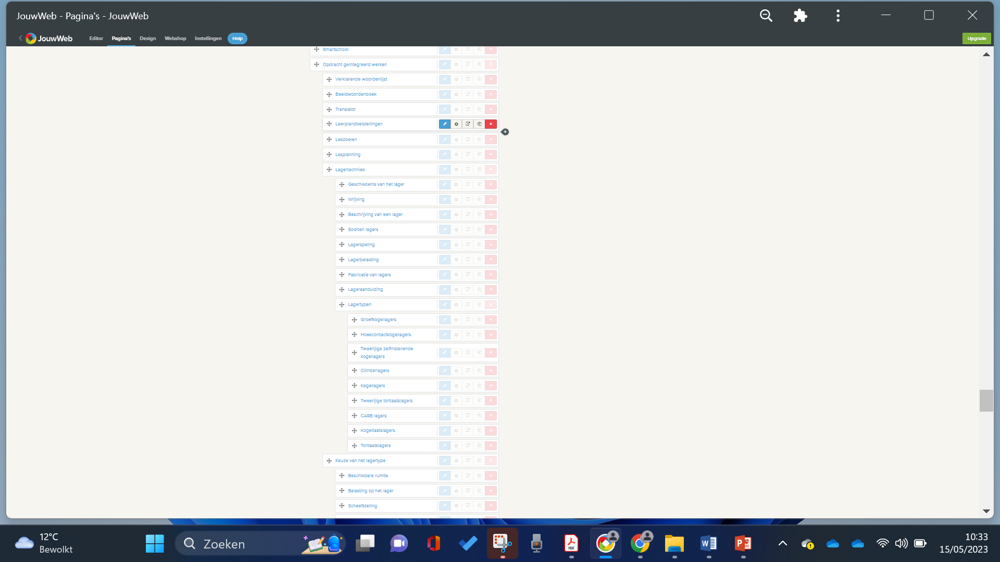 JouwWeb - Pagina's - JouwWeb
JouwWeb Editor Pagina's Design Webshop Instellingen Help Upgrade
Smartschool
Opdracht geïntegreerd werken
Verklarende woordenlijst
Beeldwoordenboek
Translator
Leerplandoelstellingen
Lesdoelen
Lesplanning
Lagertechniek
Geschiedenis van het lager
Wrijving
Beschrijving van een lager
Soorten lagers
Lagerspeling
Lagerbelasting
Fabricatie van lagers
Lageraanduiding
Lagertypen
Groefkogellagers
Hoekcontactkogellagers
Tweerijige zelfinstellende
kogellagers
Cilinderlagers
Kegellagers
Tweerijige tontaatslagers
CARB lagers
Kogeltaatslagers
Tontaatslagers
Keuze van het lagertype
Beschikbare ruimte
Belasting op het lager
Scheefstelling
12°C
Bewolkt
Zoeken
PDF
10:33
15/05/2023